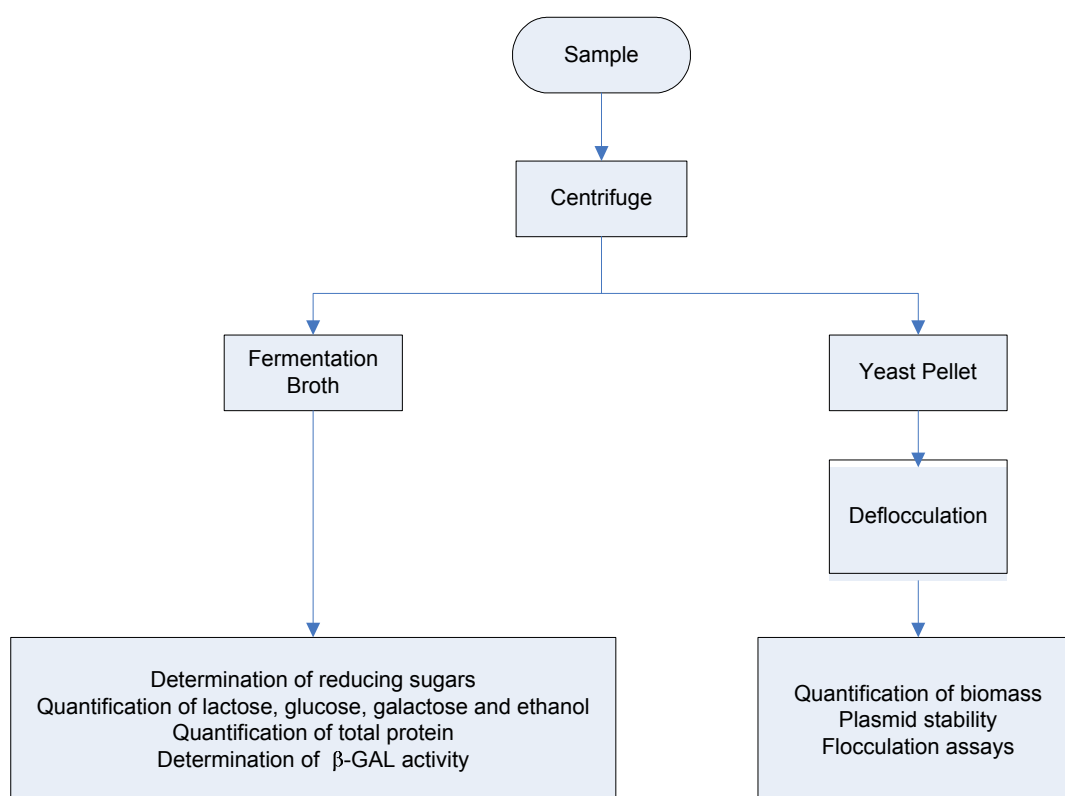 Sample
Centrifuge
Fermentation
Broth
Yeast Pellet
Deflocculation
Determination of reducing sugars
Quantification of lactose, glucose, galactose and ethanol
Quantification of total protein
Determination of β-GAL activity
Quantification of biomass
Plasmid stability
Flocculation assays